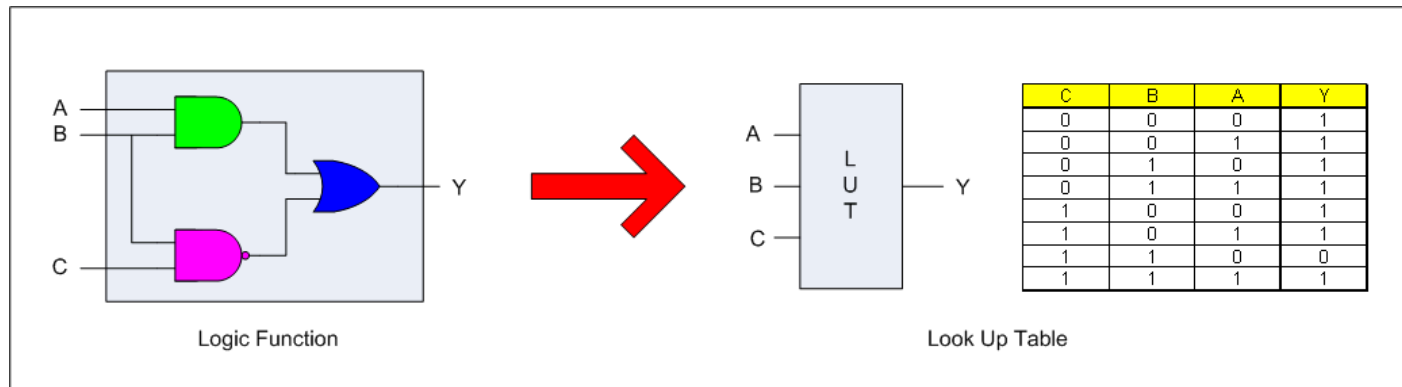 A
B
C
Y
Logic Function
A
B
C
L
U
T
Y
C B A Y
0 0 0 1
0 0 1 1
0 1 0 1
0 1 1 1
1 0 0 1
1 0 1 1
1 1 0 0
1 1 1 1
Look Up Table